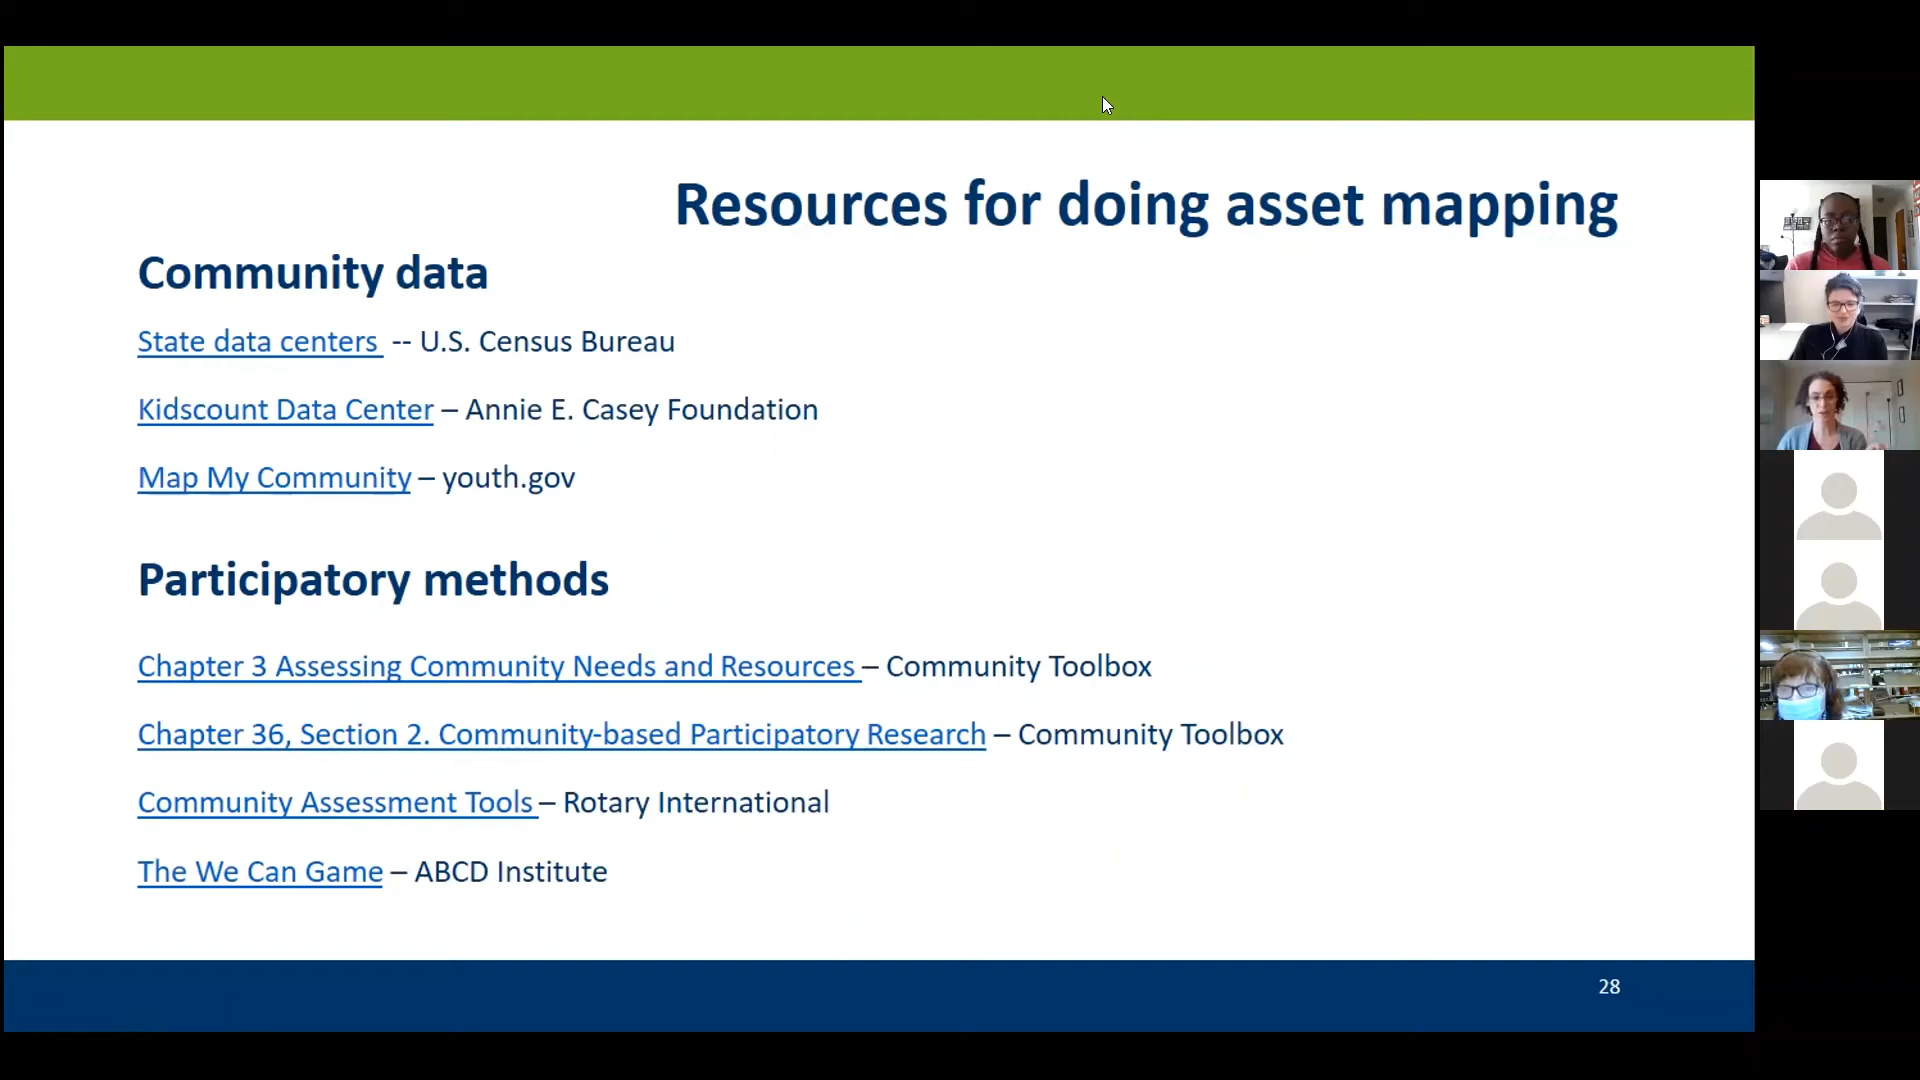 Resources for doing asset mapping
Community data
State data centers -- U.S. Census Bureau
Kidscount Data Center – Annie E. Casey Foundation
Map My Community – youth.gov
Participatory methods
Chapter 3 Assessing Community Needs and Resources – Community Toolbox
Chapter 36, Section 2. Community-based Participatory Research – Community Toolbox
Community Assessment Tools – Rotary International
The We Can Game – ABCD Institute
28